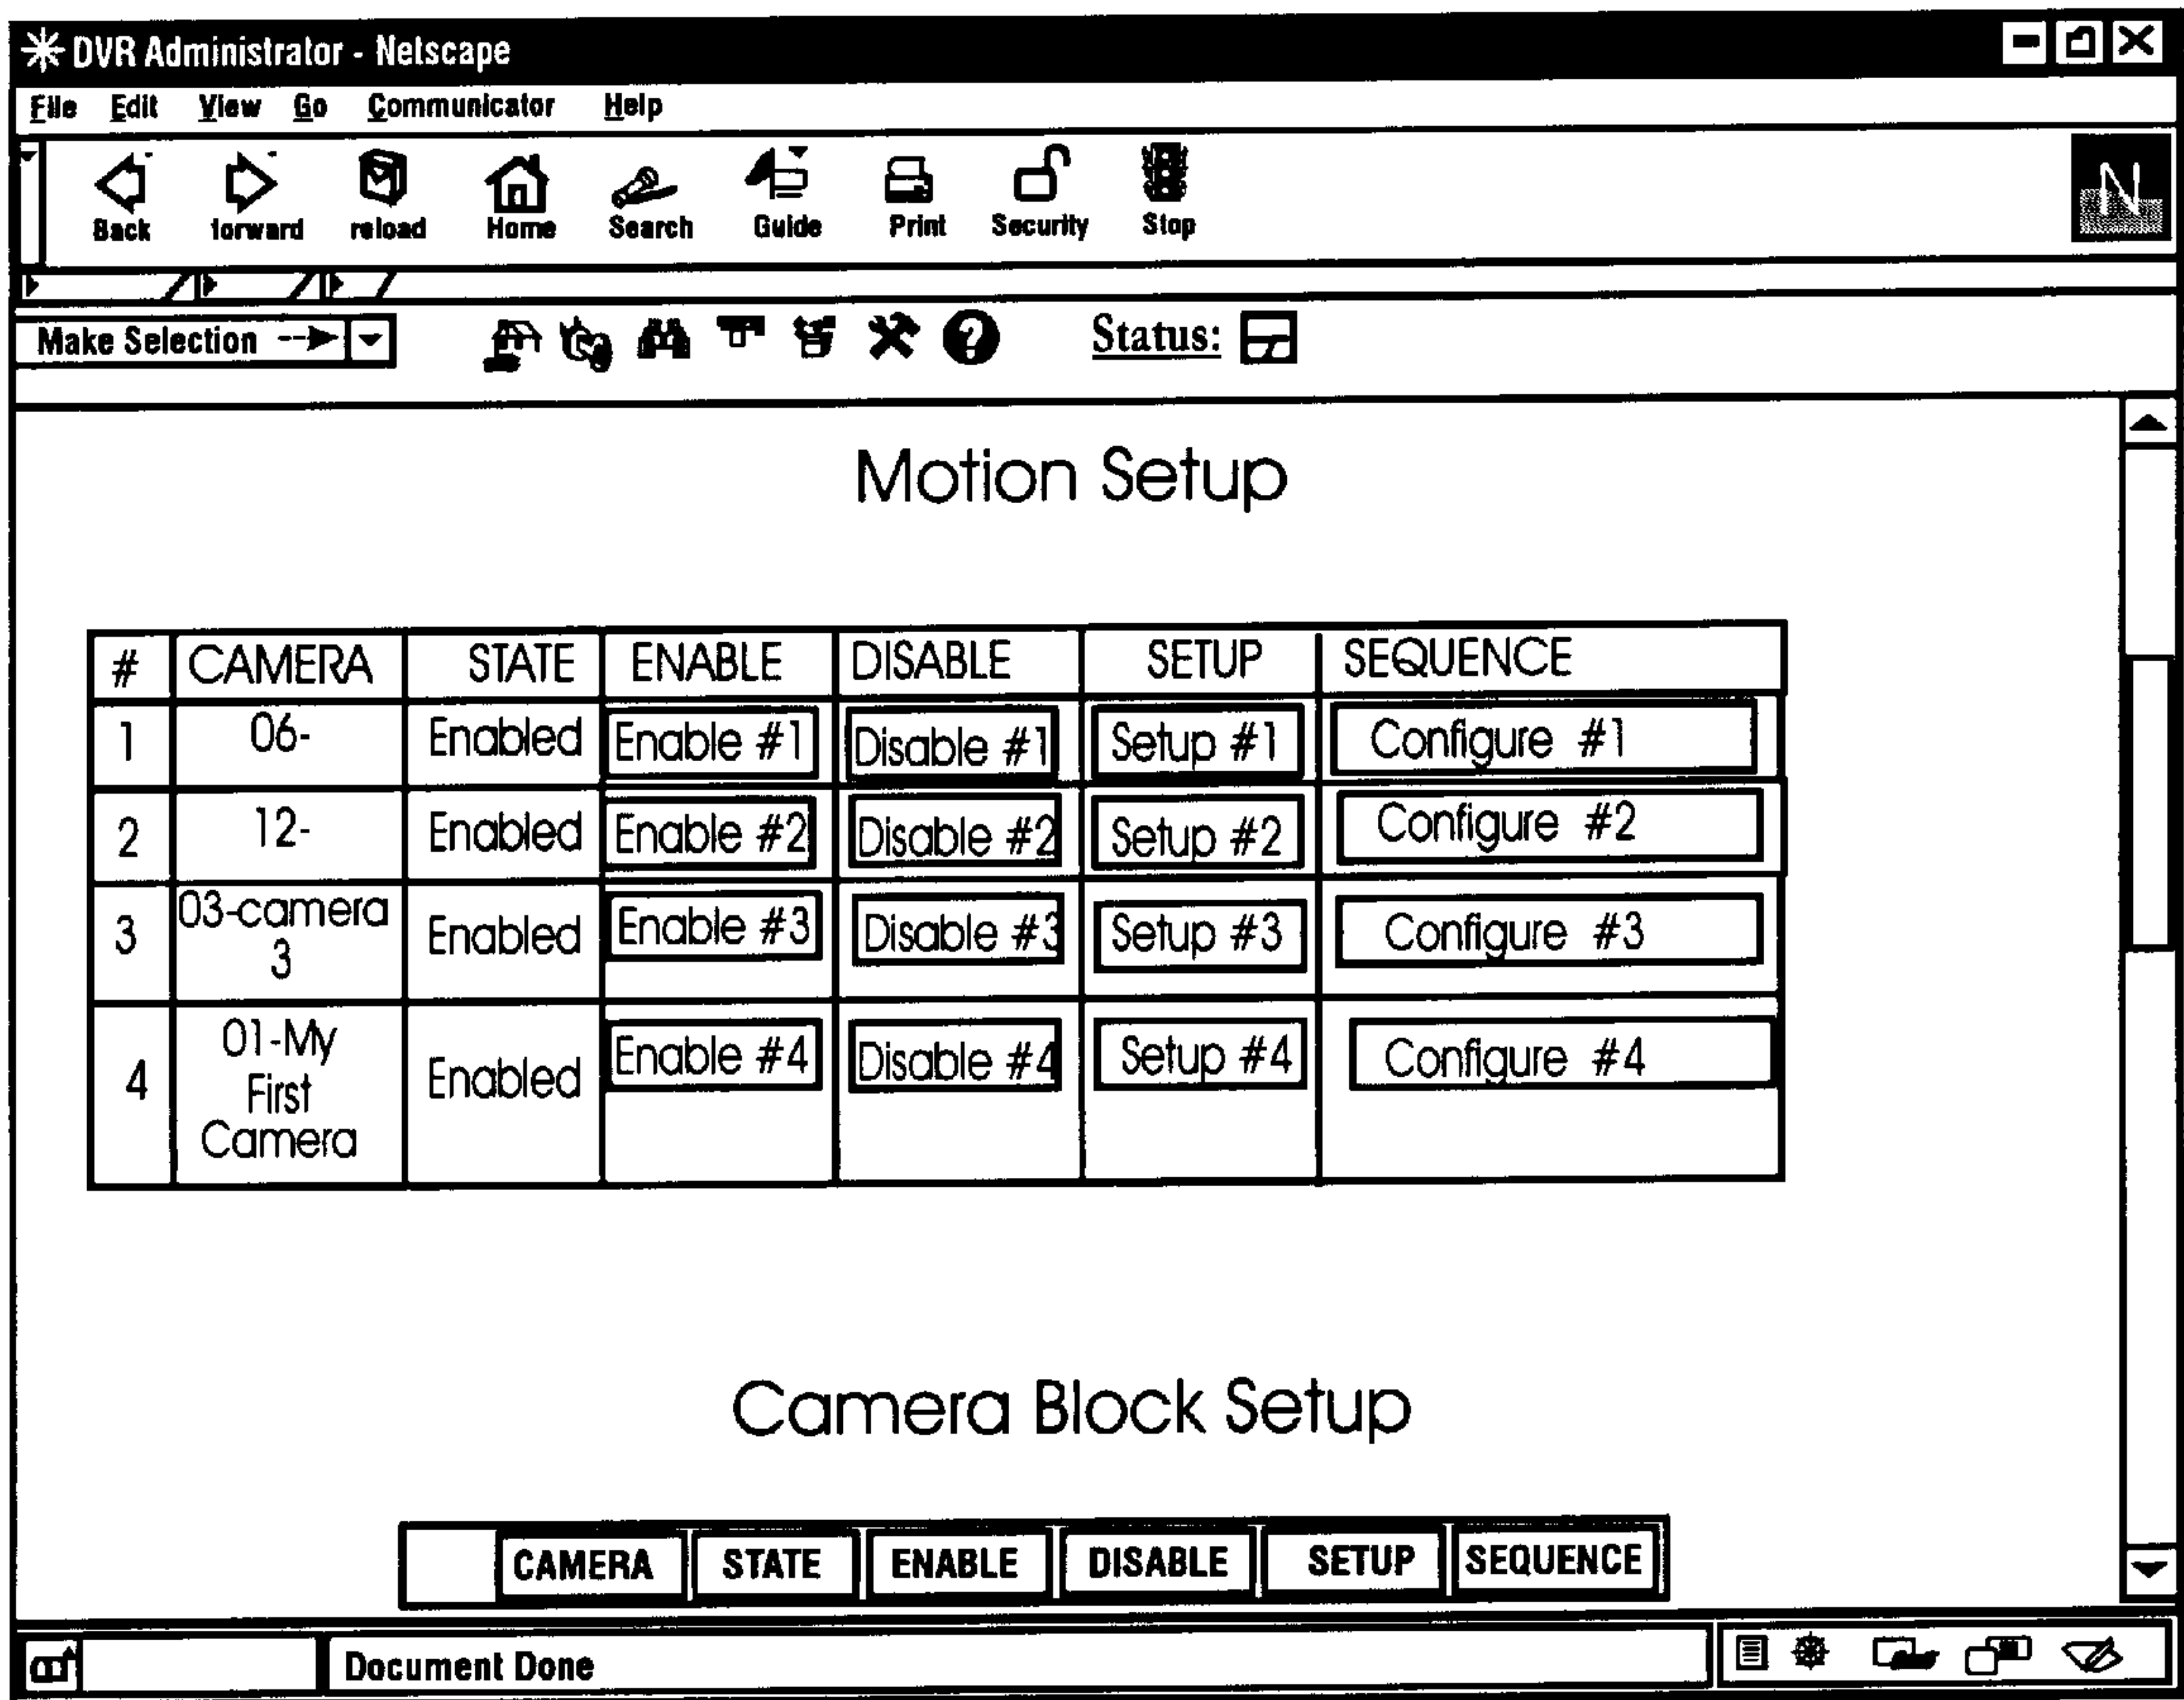 DVR Administrator - Netscape
File Edit View Go Communicator Help
Back forward reload Home Search Guide Print Security Stop
N
Make Selection --> Status:
Motion Setup
# CAMERA STATE ENABLE DISABLE SETUP SEQUENCE
1 06- Enabled Enable #1 Disable #1 Setup #1 Configure #1
2 12- Enabled Enable #2 Disable #2 Setup #2 Configure #2
3 03-camera 3 Enabled Enable #3 Disable #3 Setup #3 Configure #3
4 01-My First Camera Enabled Enable #4 Disable #4 Setup #4 Configure #4
Camera Block Setup
CAMERA STATE ENABLE DISABLE SETUP SEQUENCE
Document Done